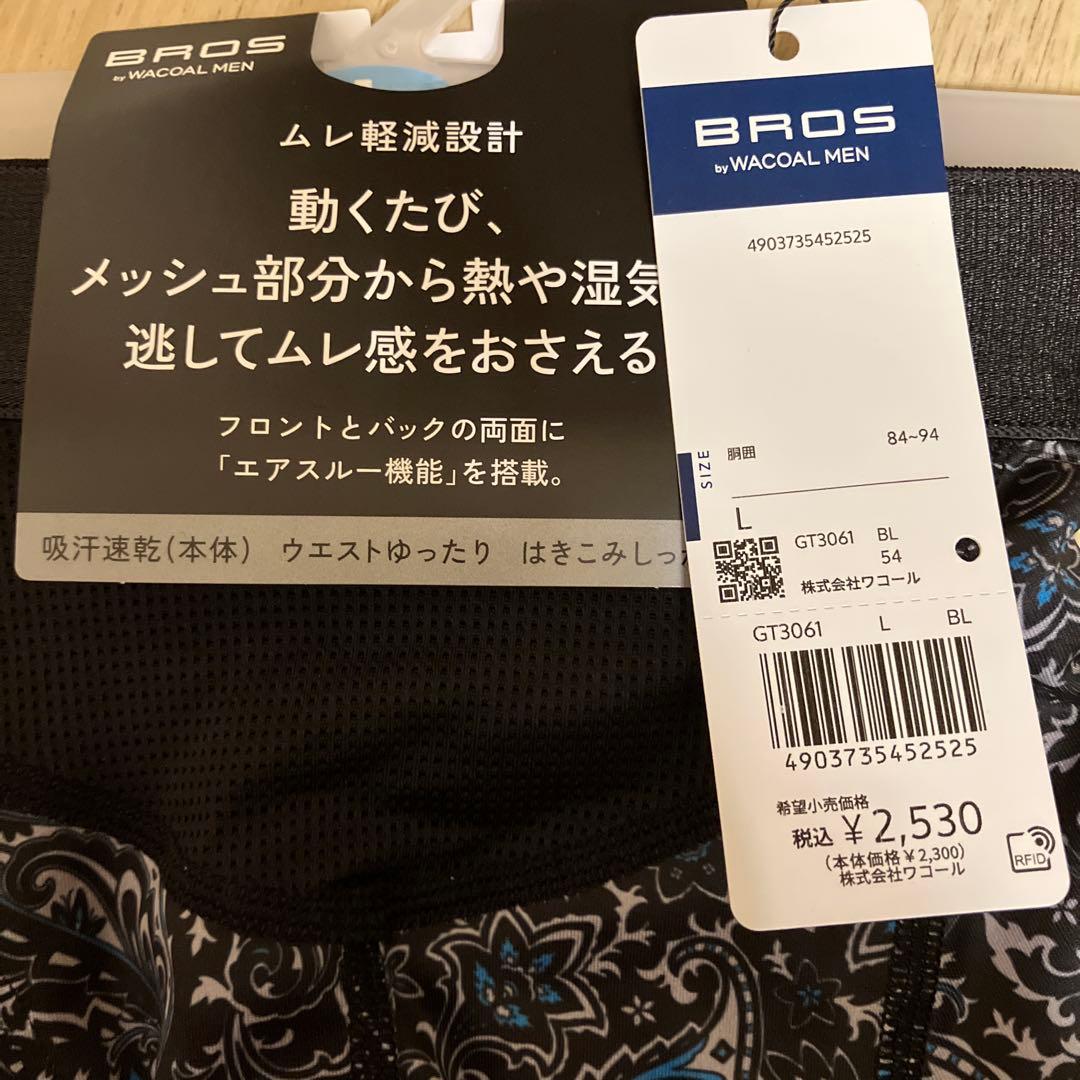 BROS
by WACOAL MEN
ムレ軽減設計
動くたび、
メッシュ部分から熱や湿気
逃してムレ感をおさえる
フロントとバックの両面に
「エアスルー機能」を搭載。
吸汗速乾(本体) ウエストゆったり はきこみしっ
BROS
by WACOAL MEN
4903735452525
SIZE
胴囲 84~94
L
GT3061 BL
54
株式会社ワコール
GT3061 L BL
4903735452525
希望小売価格
税込 ¥2,530
(本体価格¥2,300)
株式会社ワコール
RFID